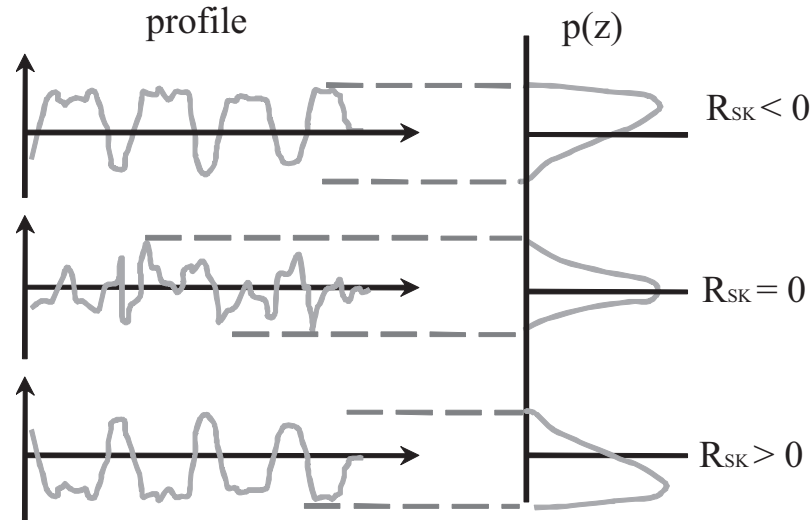 profile
p(z)
RSK < 0
RSK = 0
RSK > 0